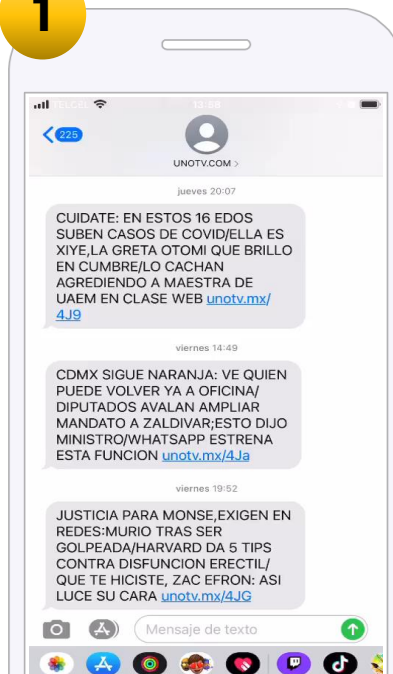 1
TELCEL
12:58
225
UNOTV.COM >
jueves 20:07
CUIDATE: EN ESTOS 16 EDOS
SUBEN CASOS DE COVID/ELLA ES
XIYE,LA GRETA OTOMI QUE BRILLO
EN CUMBRE/LO CACHAN
AGREDIENDO A MAESTRA DE
UAEM EN CLASE WEB unotv.mx/
4J9
viernes 14:49
CDMX SIGUE NARANJA: VE QUIEN
PUEDE VOLVER YA A OFICINA/
DIPUTADOS AVALAN AMPLIAR
MANDATO A ZALDIVAR;ESTO DIJO
MINISTRO/WHATSAPP ESTRENA
ESTA FUNCION unotv.mx/4Ja
viernes 19:52
JUSTICIA PARA MONSE,EXIGEN EN
REDES:MURIO TRAS SER
GOLPEADA/HARVARD DA 5 TIPS
CONTRA DISFUNCION ERECTIL/
QUE TE HICISTE, ZAC EFRON: ASI
LUCE SU CARA unotv.mx/4JG
Mensaje de texto